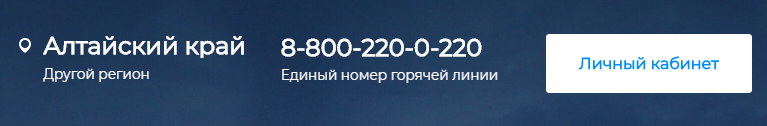 Алтайский край
Другой регион
8-800-220-0-220
Единый номер горячей линии
Личный кабинет